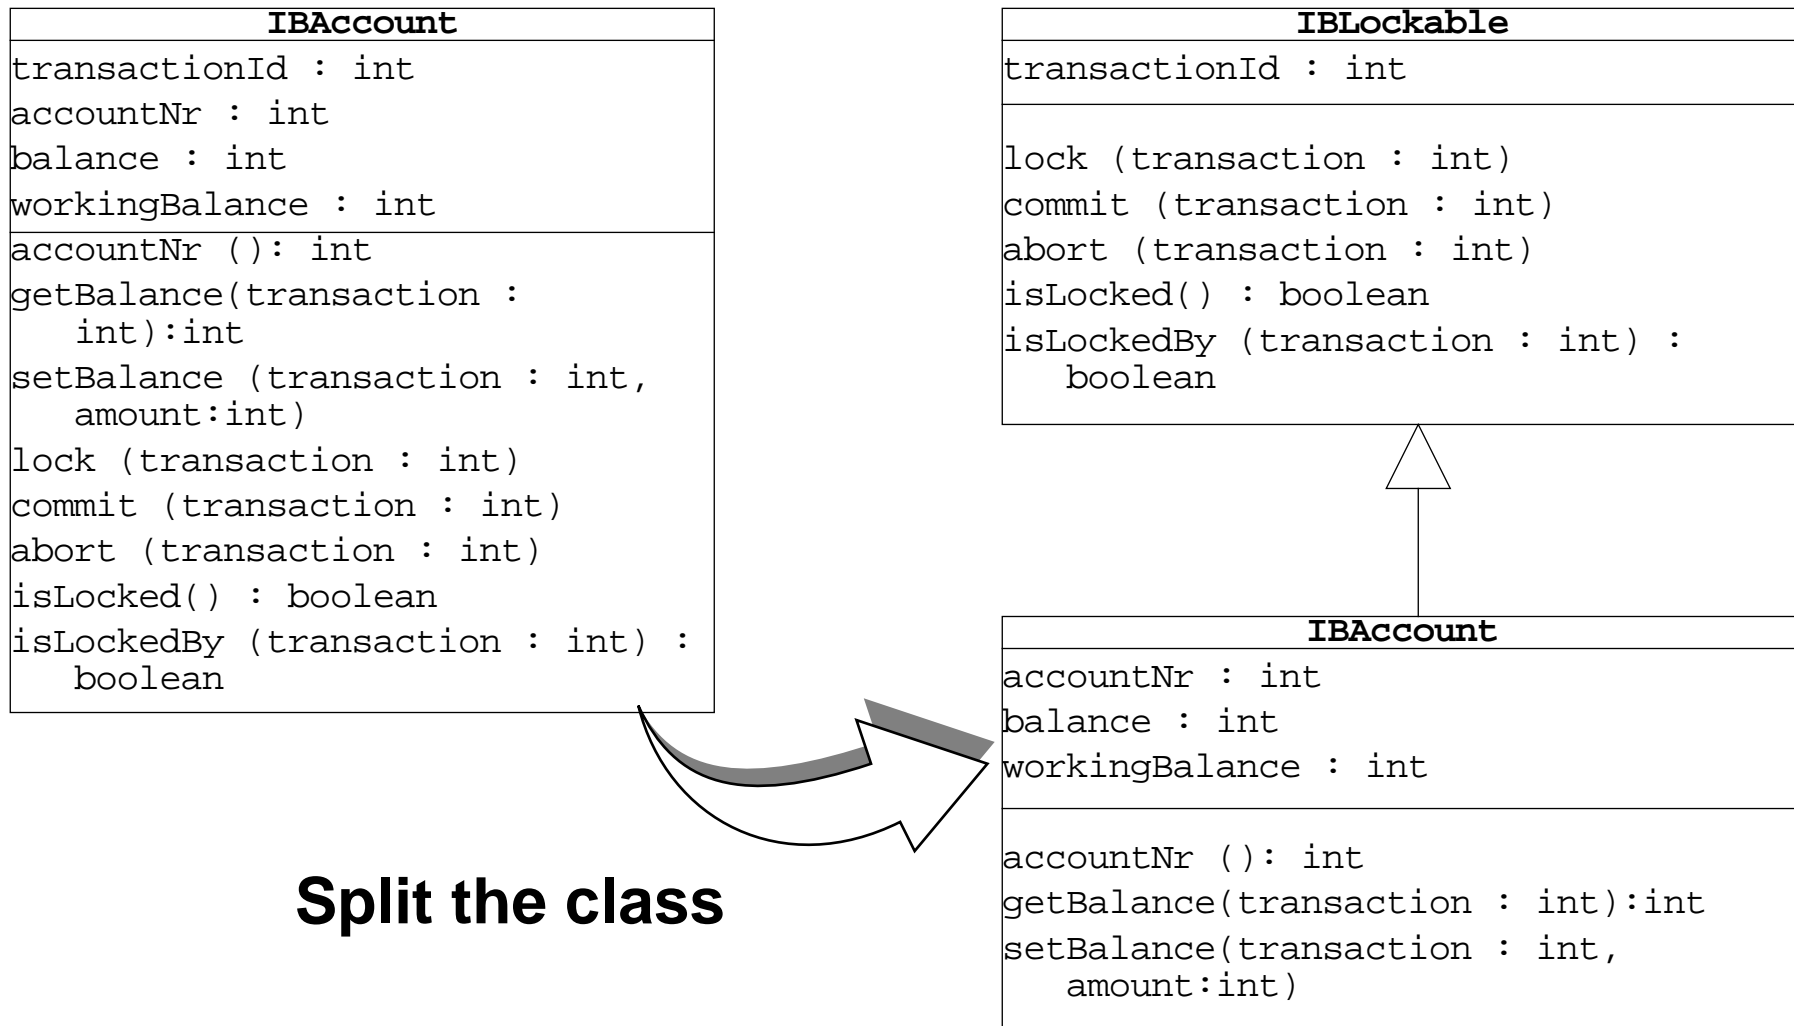 IBAccount
transactionId : int
accountNr : int
balance : int
workingBalance : int
accountNr (): int
getBalance(transaction :
int):int
setBalance (transaction : int,
amount:int)
lock (transaction : int)
commit (transaction : int)
abort (transaction : int)
isLocked() : boolean
isLockedBy (transaction : int) :
boolean
Split the class
IBLockable
transactionId : int
lock (transaction : int)
commit (transaction : int)
abort (transaction : int)
isLocked() : boolean
isLockedBy (transaction : int) :
boolean
IBAccount
accountNr : int
balance : int
workingBalance : int
accountNr (): int
getBalance(transaction : int):int
setBalance(transaction : int,
amount:int)